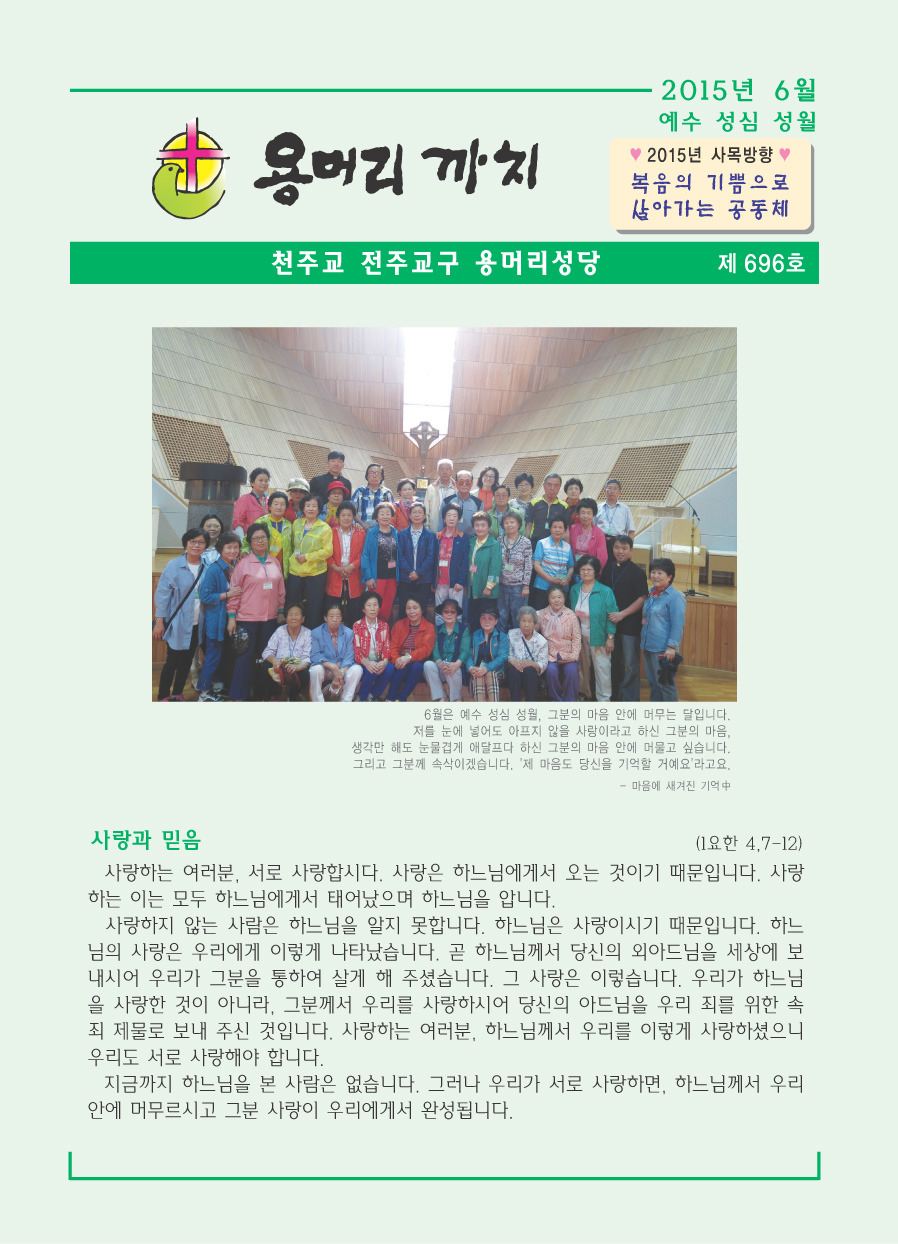 2015년 6월
예수 성심 성월
용머리 까치
♥ 2015년 사목방향 ♥
복음의 기쁨으로
삶아가는 공동체
천주교 전주교구 용머리성당
제 696호
6월은 예수 성심 성월, 그분의 마음 안에 머무는 달입니다.
저를 눈에 넣어도 아프지 않을 사랑이라고 하신 그분의 마음,
생각만 해도 눈물겹게 애달프다 하신 그분의 마음 안에 머물고 싶습니다.
그리고 그분께 속삭이겠습니다. '제 마음도 당신을 기억할 거예요'라고요.
- 마음에 새겨진 기억中
사랑과 믿음
(1요한 4,7-12)
사랑하는 여러분, 서로 사랑합시다. 사랑은 하느님에게서 오는 것이기 때문입니다. 사랑
하는 이는 모두 하느님에게서 태어났으며 하느님을 압니다.
사랑하지 않는 사람은 하느님을 알지 못합니다. 하느님은 사랑이시기 때문입니다. 하느
님의 사랑은 우리에게 이렇게 나타났습니다. 곧 하느님께서 당신의 외아드님을 세상에 보
내시어 우리가 그분을 통하여 살게 해 주셨습니다. 그 사랑은 이렇습니다. 우리가 하느님
을 사랑한 것이 아니라, 그분께서 우리를 사랑하시어 당신의 아드님을 우리 죄를 위한 속
죄 제물로 보내 주신 것입니다. 사랑하는 여러분, 하느님께서 우리를 이렇게 사랑하셨으니
우리도 서로 사랑해야 합니다.
지금까지 하느님을 본 사람은 없습니다. 그러나 우리가 서로 사랑하면, 하느님께서 우리
안에 머무르시고 그분 사랑이 우리에게서 완성됩니다.